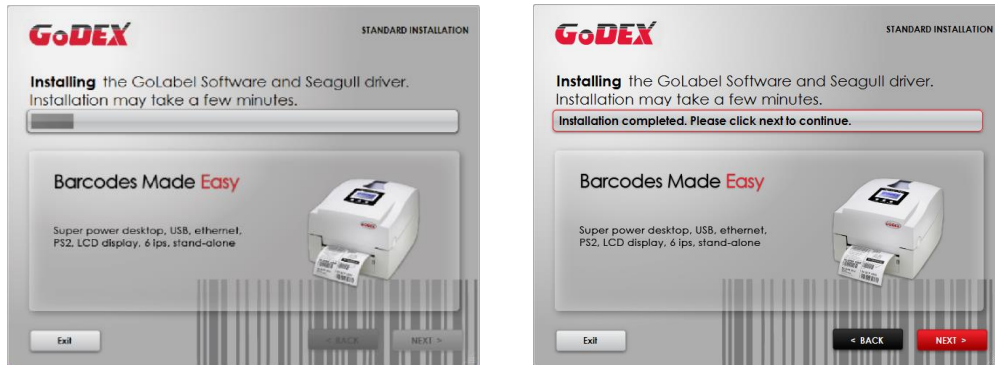 GoDEX
STANDARD INSTALLATION
Installing the GoLabel Software and Seagull driver.
Installation may take a few minutes.
Barcodes Made Easy
Super power desktop, USB, ethernet,
PS2, LCD display, 6 ips, stand-alone
Exit
< BACK
NEXT >
GoDEX
STANDARD INSTALLATION
Installing the GoLabel Software and Seagull driver.
Installation may take a few minutes.
Installation completed. Please click next to continue.
Barcodes Made Easy
Super power desktop, USB, ethernet,
PS2, LCD display, 6 ips, stand-alone
Exit
< BACK
NEXT >